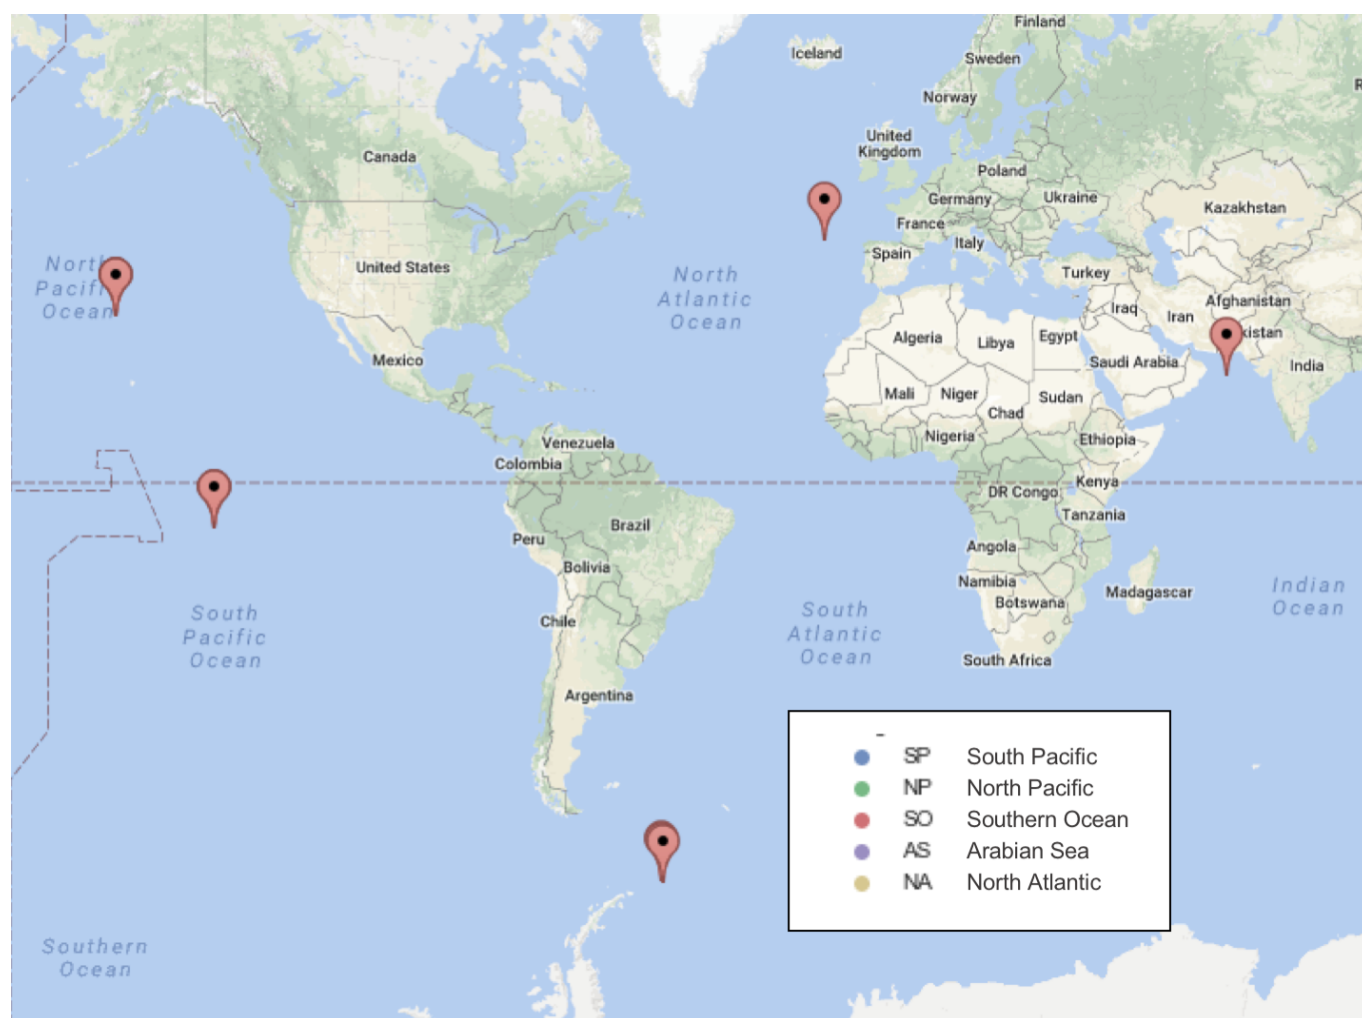 Finland
Iceland
Sweden
R
Norway
United
Kingdom
Canada
Poland
Germany
Ukraine
Kazakhstan
France
Italy
Spain
North
Pacific
Ocean
United States
North
Atlantic
Ocean
Turkey
Afghanistan
Iraq
Iran
kistan
Algeria
Libya
Egypt
Mexico
Saudi Arabia
India
Mali
Niger
Sudan
Chad
Nigeria
Ethiopia
Venezuela
Colombia
Kenya
DR Congo
Tanzania
Brazil
Peru
Angola
Bolivia
Namibia
Botswana
Madagascar
Indian
Ocean
South
Pacific
Ocean
Chile
South
Atlantic
Ocean
South Africa
Argentina
SP South Pacific
NP North Pacific
SO Southern Ocean
AS Arabian Sea
NA North Atlantic
Southern
Ocean